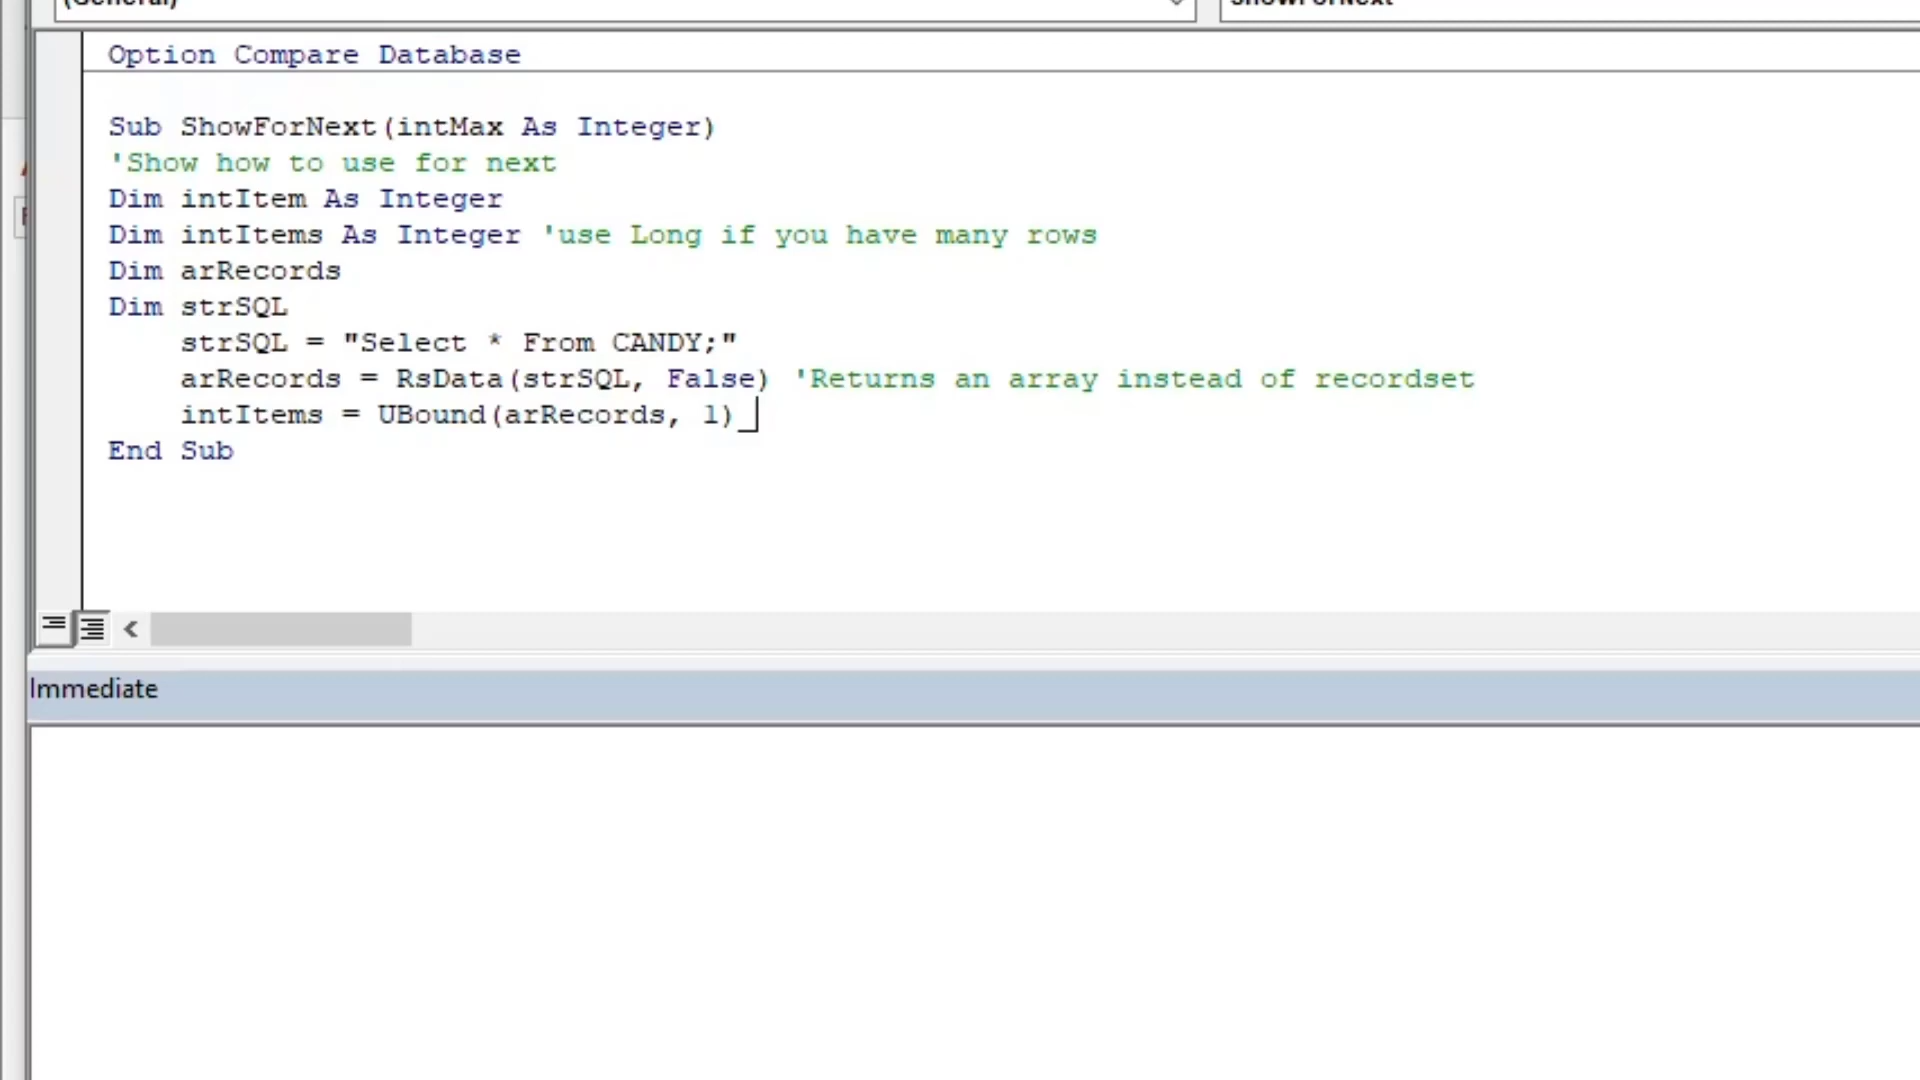 (General)
ShowForNext
Option Compare Database
Sub ShowForNext(intMax As Integer)
'Show how to use for next
Dim intItem As Integer
Dim intItems As Integer 'use Long if you have many rows
Dim arRecords
Dim strSQL
strSQL = "Select * From CANDY;"
arRecords = RsData(strSQL, False) 'Returns an array instead of recordset
intItems = UBound(arRecords, 1)_
End Sub
Immediate